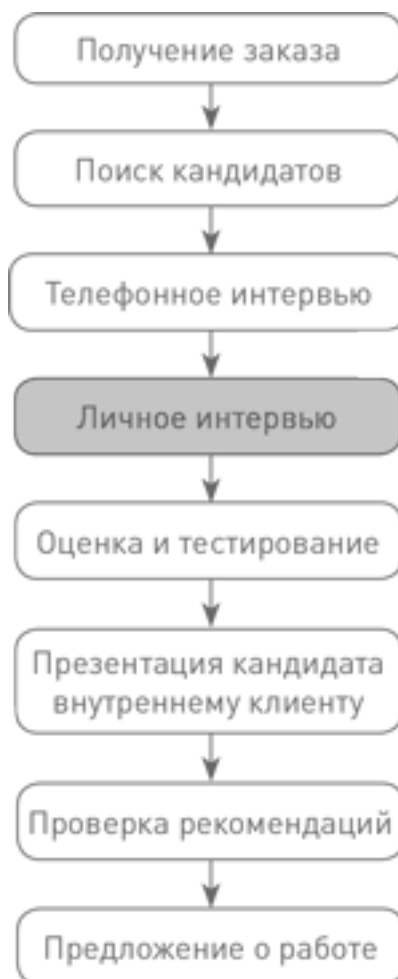 Получение заказа
Поиск кандидатов
Телефонное интервью
Личное интервью
Оценка и тестирование
Презентация кандидата
внутреннему клиенту
Проверка рекомендаций
Предложение о работе